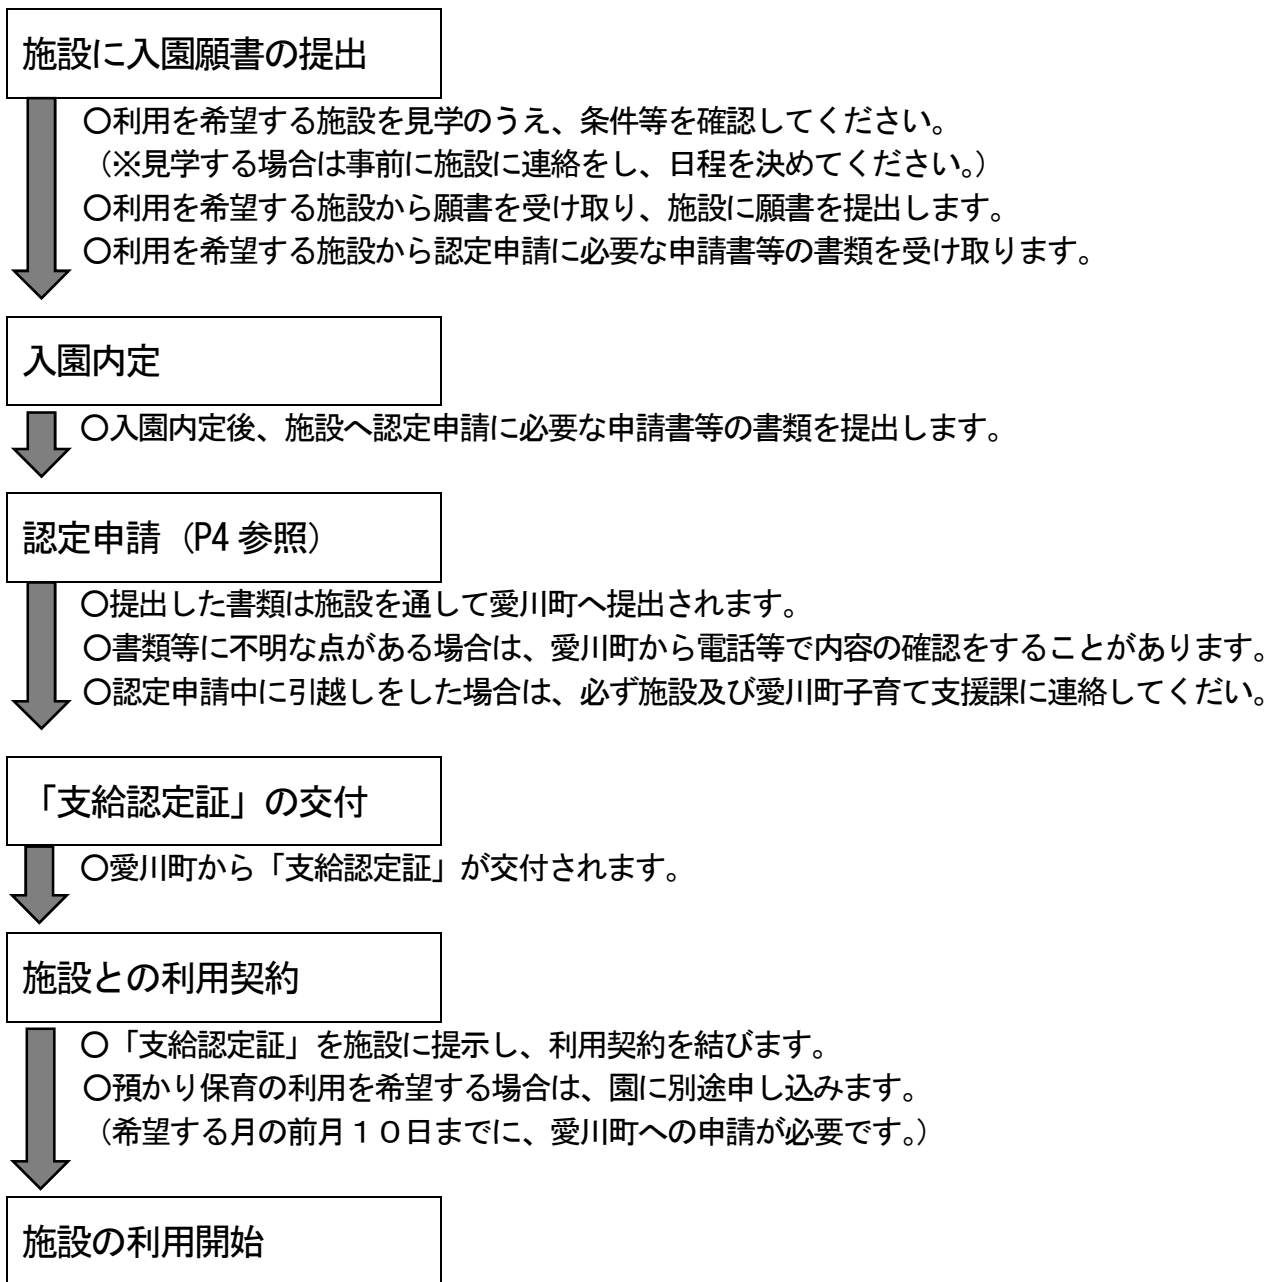 施設に入園願書の提出
〇利用を希望する施設を見学のうえ、条件等を確認してください。
（※見学する場合は事前に施設に連絡をし、日程を決めてください。）
〇利用を希望する施設から願書を受け取り、施設に願書を提出します。
〇利用を希望する施設から認定申請に必要な申請書等の書類を受け取ります。
入園内定
〇入園内定後、施設へ認定申請に必要な申請書等の書類を提出します。
認定申請（P4 参照）
〇提出した書類は施設を通して愛川町へ提出されます。
〇書類等に不明な点がある場合は、愛川町から電話等で内容の確認をすることがあります。
〇認定申請中に引越しをした場合は、必ず施設及び愛川町子育て支援課に連絡してくだい。
「支給認定証」の交付
〇愛川町から「支給認定証」が交付されます。
施設との利用契約
〇「支給認定証」を施設に提示し、利用契約を結びます。
〇預かり保育の利用を希望する場合は、園に別途申し込みます。
（希望する月の前月１０日までに、愛川町への申請が必要です。）
施設の利用開始